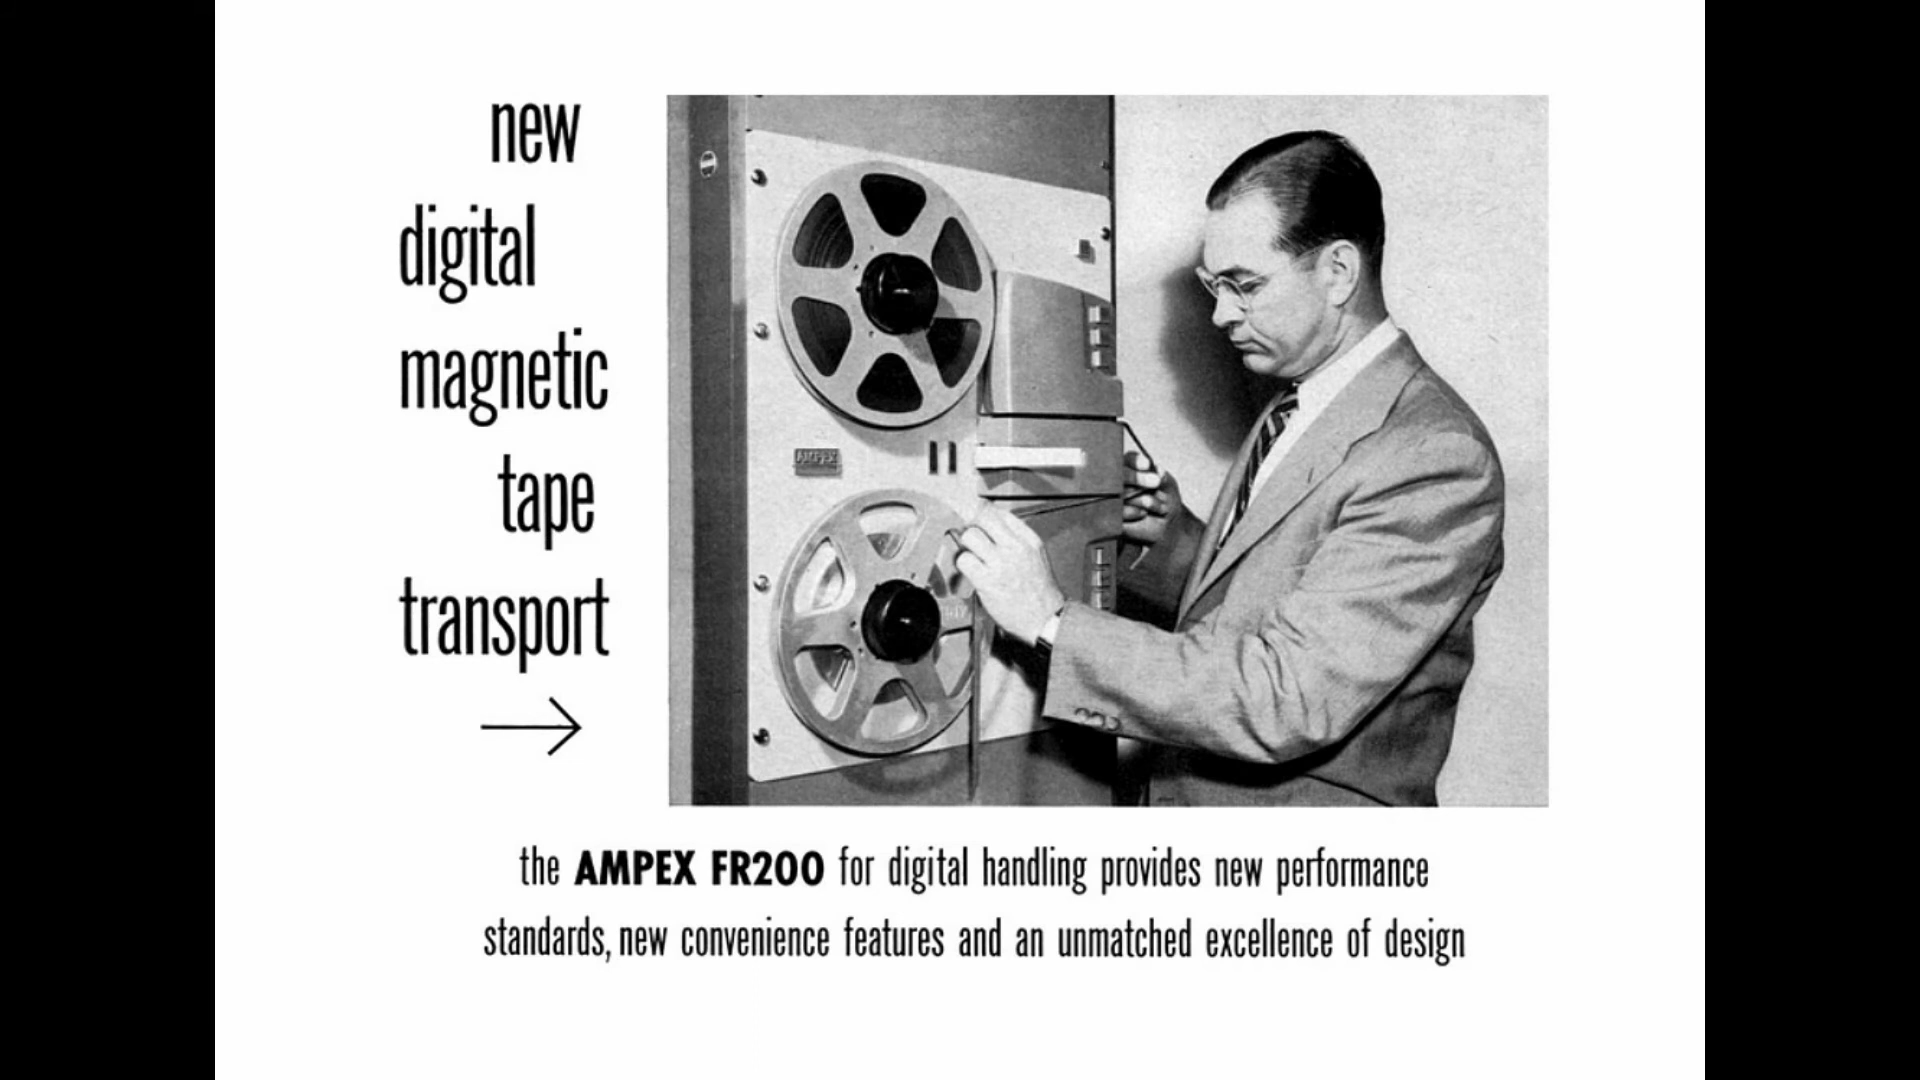 new
digital
magnetic
tape
transport
AMPEX
the AMPEX FR200 for digital handling provides new performance
standards, new convenience features and an unmatched excellence of design